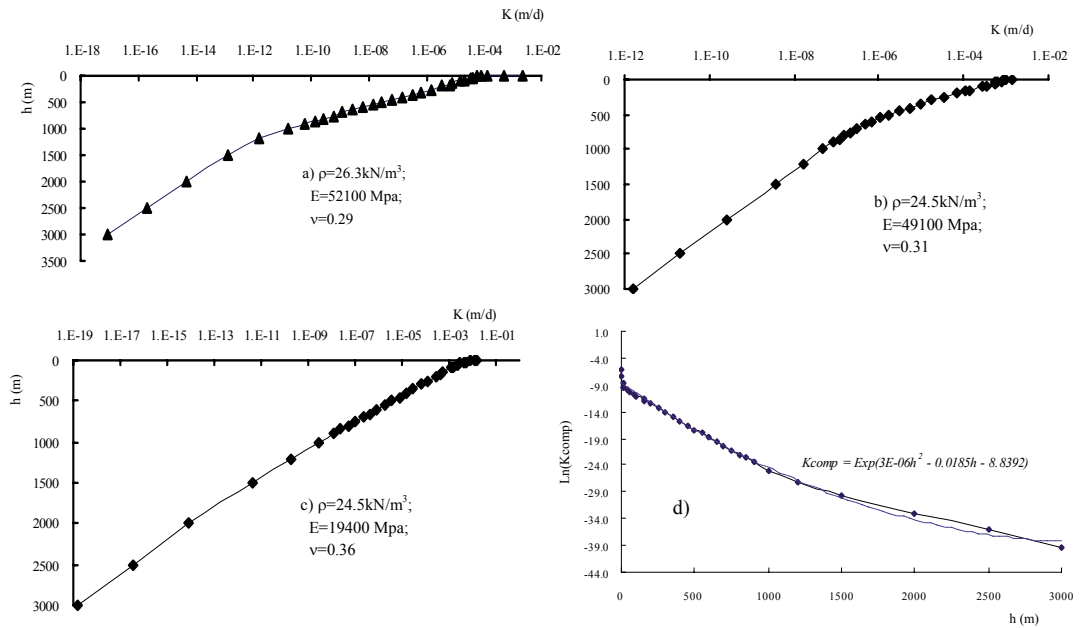 K (m/d)
1.E-18 1.E-16 1.E-14 1.E-12 1.E-10 1.E-08 1.E-06 1.E-04 1.E-02
h (m)
0
500
1000
1500
2000
2500
3000
3500
a) ρ=26.3kN/m³;
E=52100 Mpa;
ν=0.29
K (m/d)
1.E-12 1.E-10 1.E-08 1.E-06 1.E-04 1.E-02
h (m)
0
500
1000
1500
2000
2500
3000
b) ρ=24.5kN/m³;
E=49100 Mpa;
ν=0.31
K (m/d)
1.E-19 1.E-17 1.E-15 1.E-13 1.E-11 1.E-09 1.E-07 1.E-05 1.E-03 1.E-01
h (m)
0
500
1000
1500
2000
2500
3000
c) ρ=24.5kN/m³;
E=19400 Mpa;
ν=0.36
Ln(Kcomp)
1.0
-4.0
-9.0
-14.0
-19.0
-24.0
-29.0
-34.0
-39.0
-44.0
Kcomp = Exp(3E-06h² - 0.0185h - 8.8392)
d)
0 500 1000 1500 2000 2500 3000
h (m)